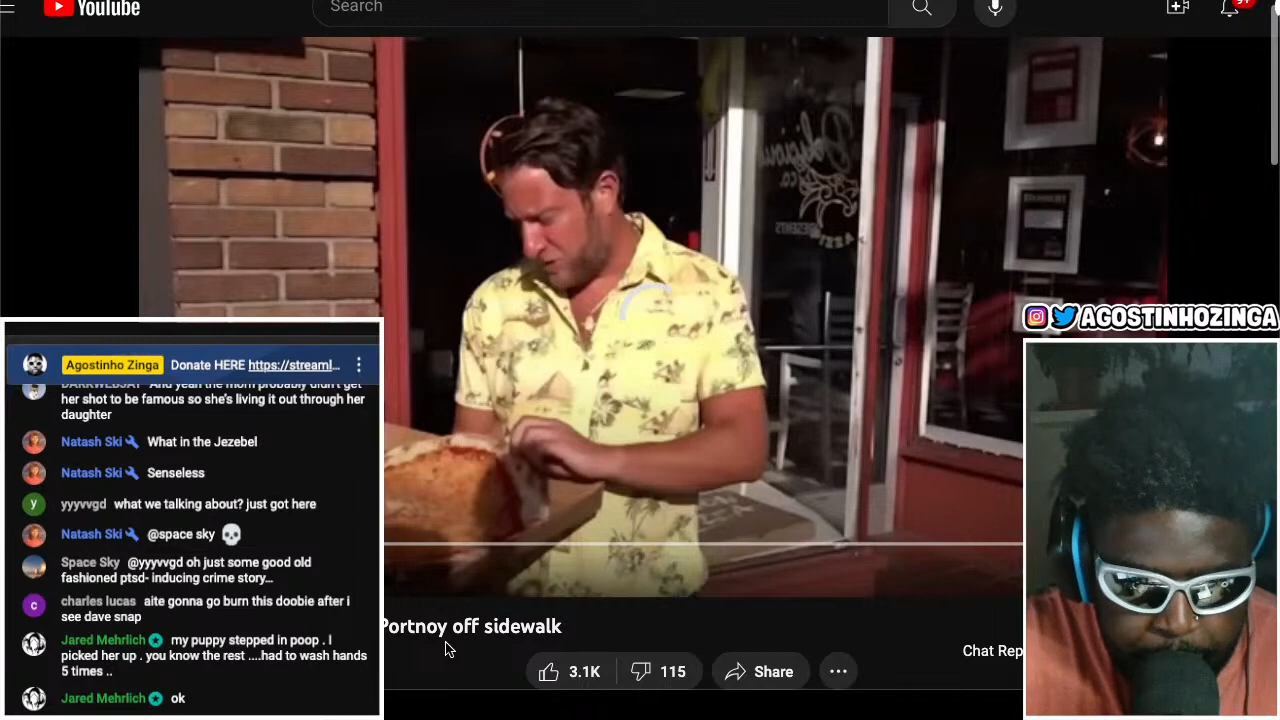 YouTube
Search
9+
Delicious
AGOSTINHOZINGA
Agostinho Zinga Donate HERE https://streaml...
DARKWEBSAY And yeah the mom probably didn't get
her shot to be famous so she's living it out through her
daughter
Natash Ski What in the Jezebel
Natash Ski Senseless
y yyyvvgd what we talking about? just got here
Natash Ski @space sky
Space Sky @yyyvvgd oh just some good old
fashioned ptsd- inducing crime story...
c charles lucas aite gonna go burn this doobie after i
see dave snap
Jared Mehrlich my puppy stepped in poop . I
picked her up . you know the rest ....had to wash hands
5 times ..
Jared Mehrlich ok
Portnoy off sidewalk
3.1K 115 Share
Chat Rep